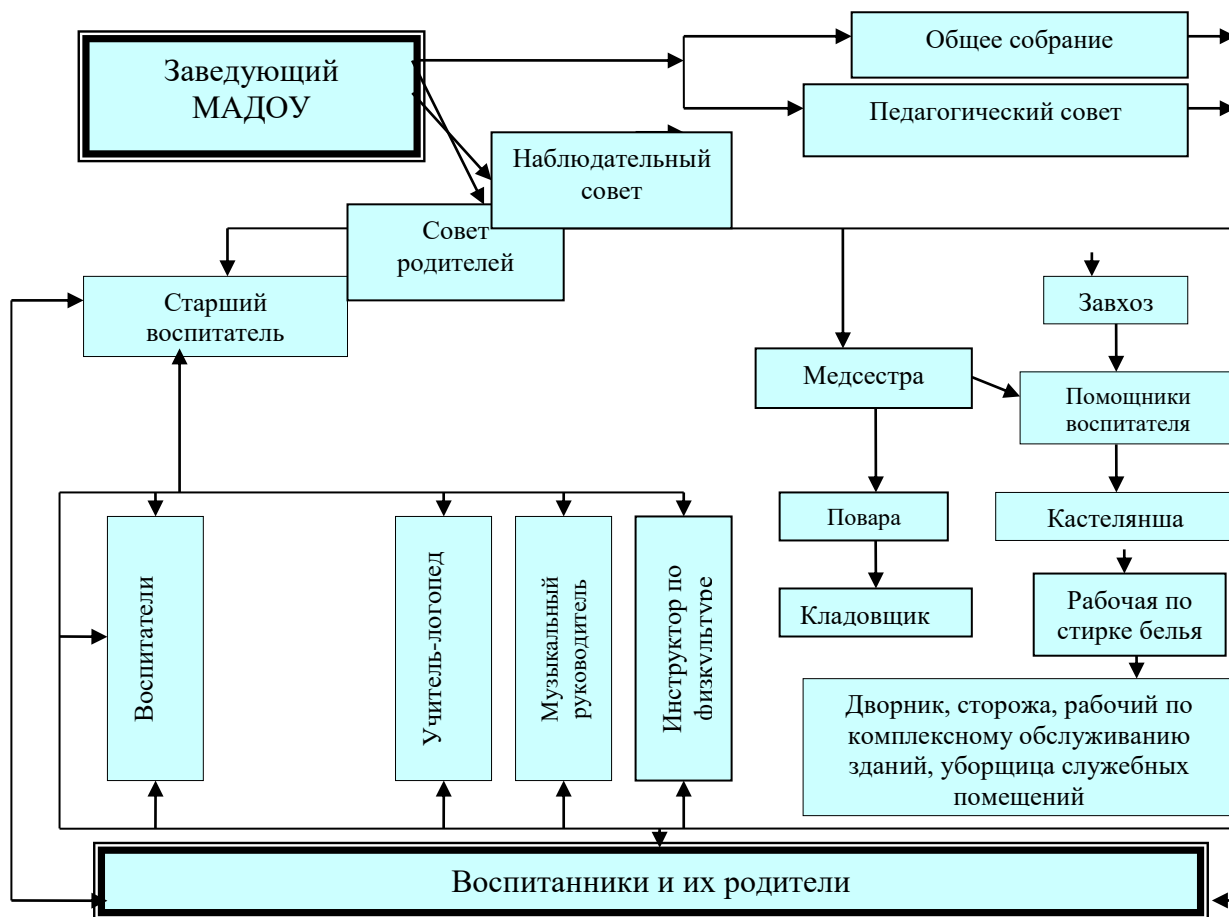 Заведующий
МАДОУ
Общее собрание
Педагогический совет
Наблюдательный
совет
Совет
родителей
Старший
воспитатель
Завхоз
Медсестра
Помощники
воспитателя
Повара
Кастелянша
Кладовщик
Рабочая по
стирке белья
Воспитатели
Учитель-логопед
Музыкальный
руководитель
Инструктор по
физкультуре
Дворник, сторожа, рабочий по
комплексному обслуживанию
зданий, уборщица служебных
помещений
Воспитанники и их родители